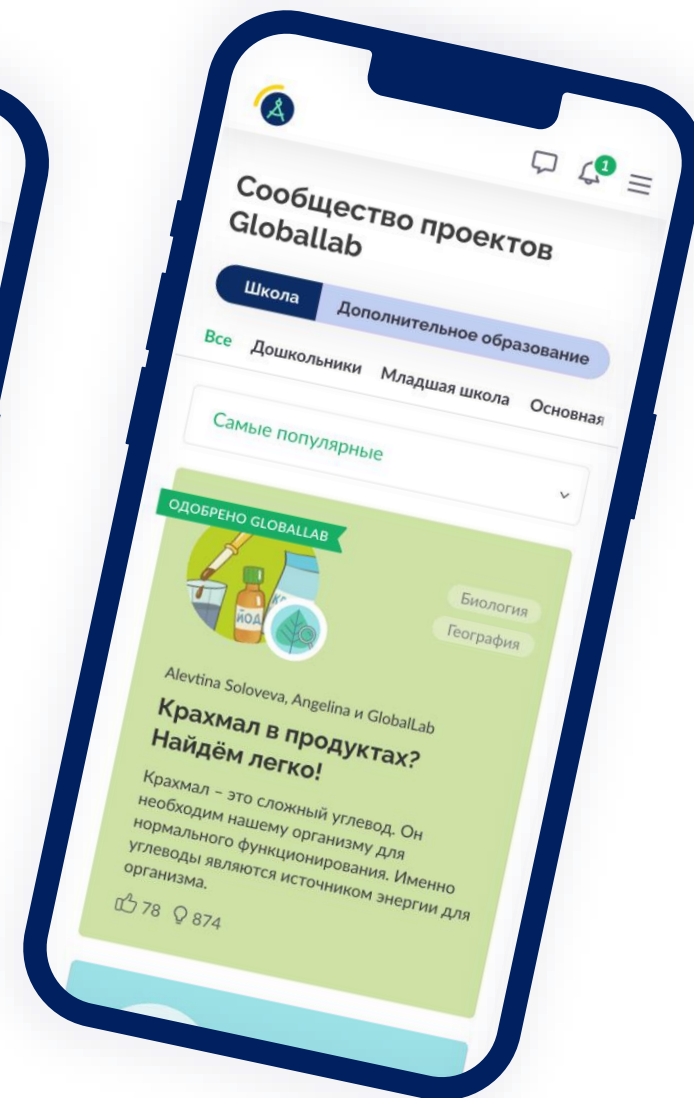 1
Сообщество проектов
Globallab
Школа
Дополнительное образование
Все Дошкольники Младшая школа Основная
Самые популярные
ОДОБРЕНО GLOBALLAB
ЙОД
Биология
География
Alevtina Soloveva, Angelina и GlobalLab
Крахмал в продуктах?
Найдём легко!
Крахмал – это сложный углевод. Он
необходим нашему организму для
нормального функционирования. Именно
углеводы являются источником энергии для
организма.
78 874